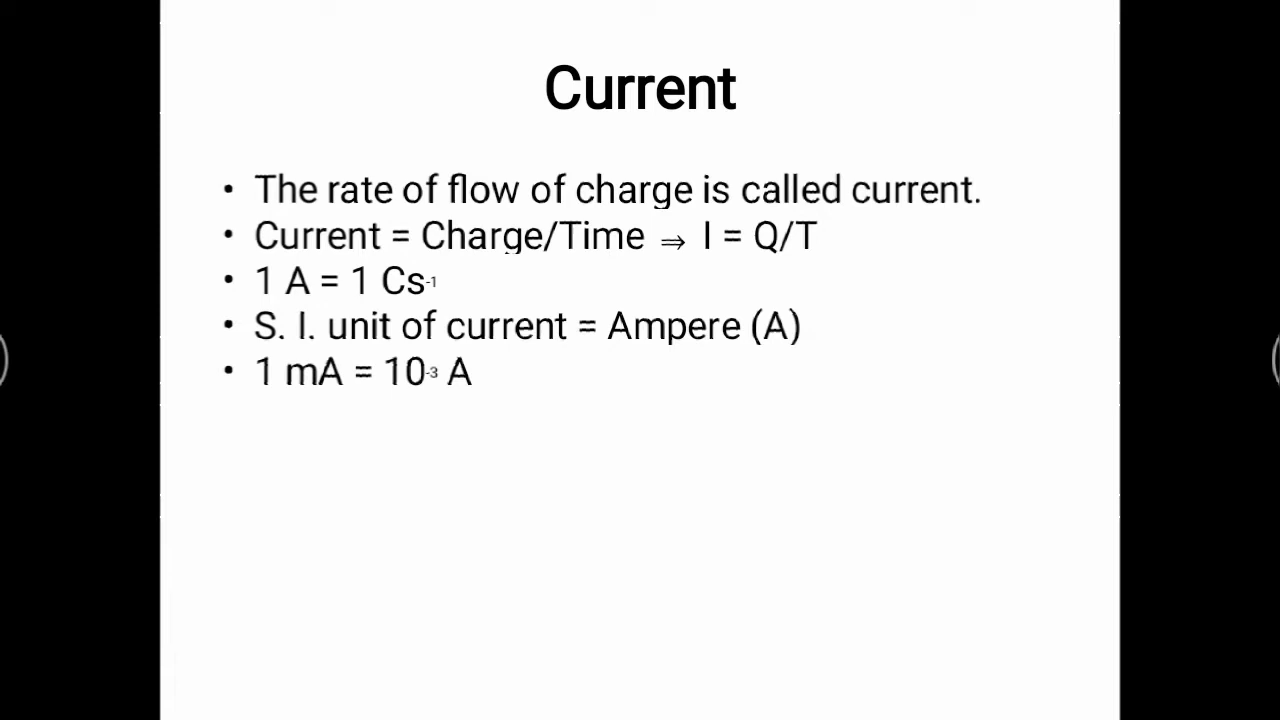 Current
• The rate of flow of charge is called current.
• Current = Charge/Time ⇒ I = Q/T
• 1 A = 1 Cs⁻¹
• S. I. unit of current = Ampere (A)
• 1 mA = 10⁻³ A